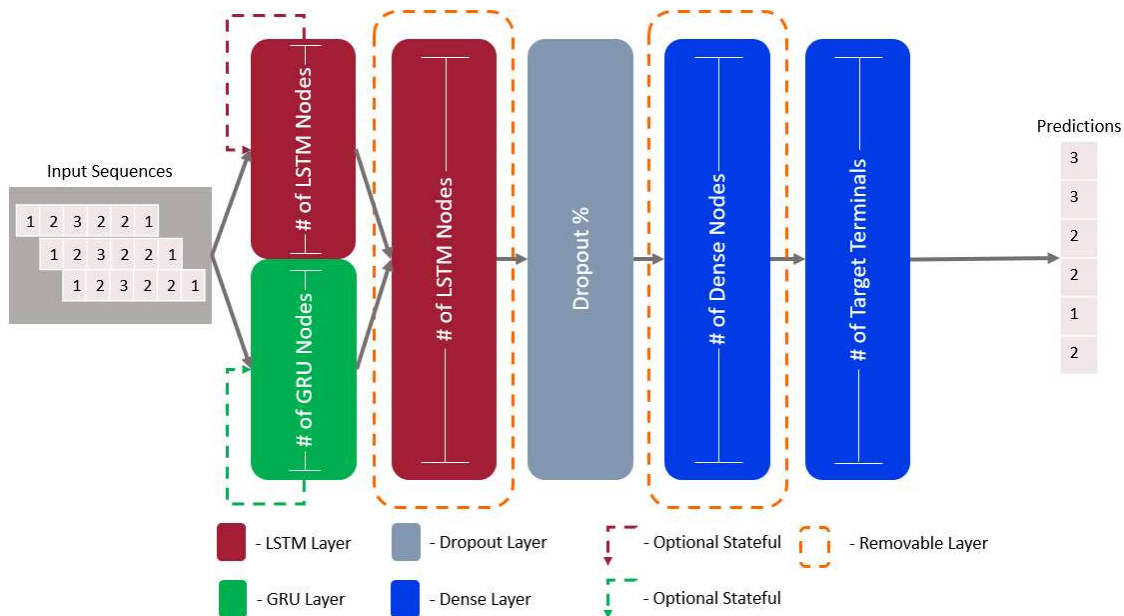 Input Sequences
1 2 3 2 2 1
1 2 3 2 2 1
1 2 3 2 2 1
# of LSTM Nodes
# of GRU Nodes
# of LSTM Nodes
Dropout %
# of Dense Nodes
# of Target Terminals
Predictions
3
3
2
2
1
2
- LSTM Layer
- Dropout Layer
- Optional Stateful
- Removable Layer
- GRU Layer
- Dense Layer
- Optional Stateful